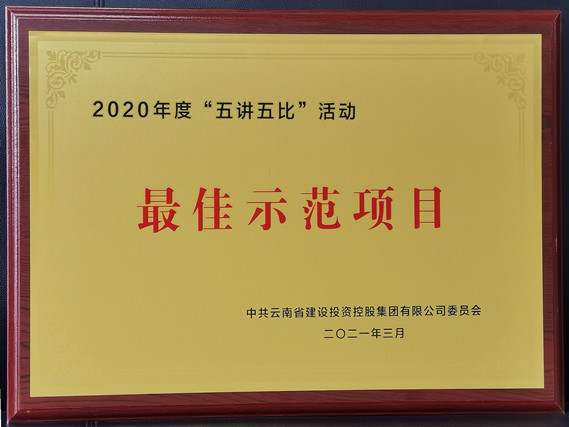 2020年度“五讲五比”活动
最佳示范项目
中共云南省建设投资控股集团有限公司委员会
二〇二一年三月